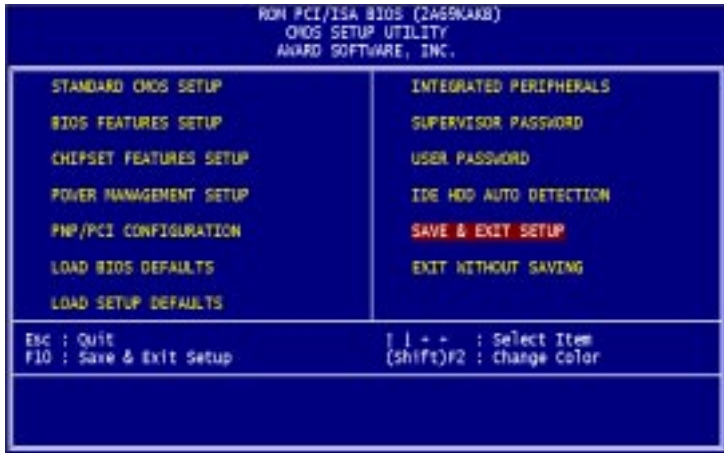 ROM PCI/ISA BIOS (2A69KAKB)
CMOS SETUP UTILITY
AWARD SOFTWARE, INC.
STANDARD CMOS SETUP
BIOS FEATURES SETUP
CHIPSET FEATURES SETUP
POWER MANAGEMENT SETUP
PNP/PCI CONFIGURATION
LOAD BIOS DEFAULTS
LOAD SETUP DEFAULTS
INTEGRATED PERIPHERALS
SUPERVISOR PASSWORD
USER PASSWORD
IDE HDD AUTO DETECTION
SAVE & EXIT SETUP
EXIT WITHOUT SAVING
Esc : Quit
F10 : Save & Exit Setup
: Select Item
(Shift)F2 : Change Color